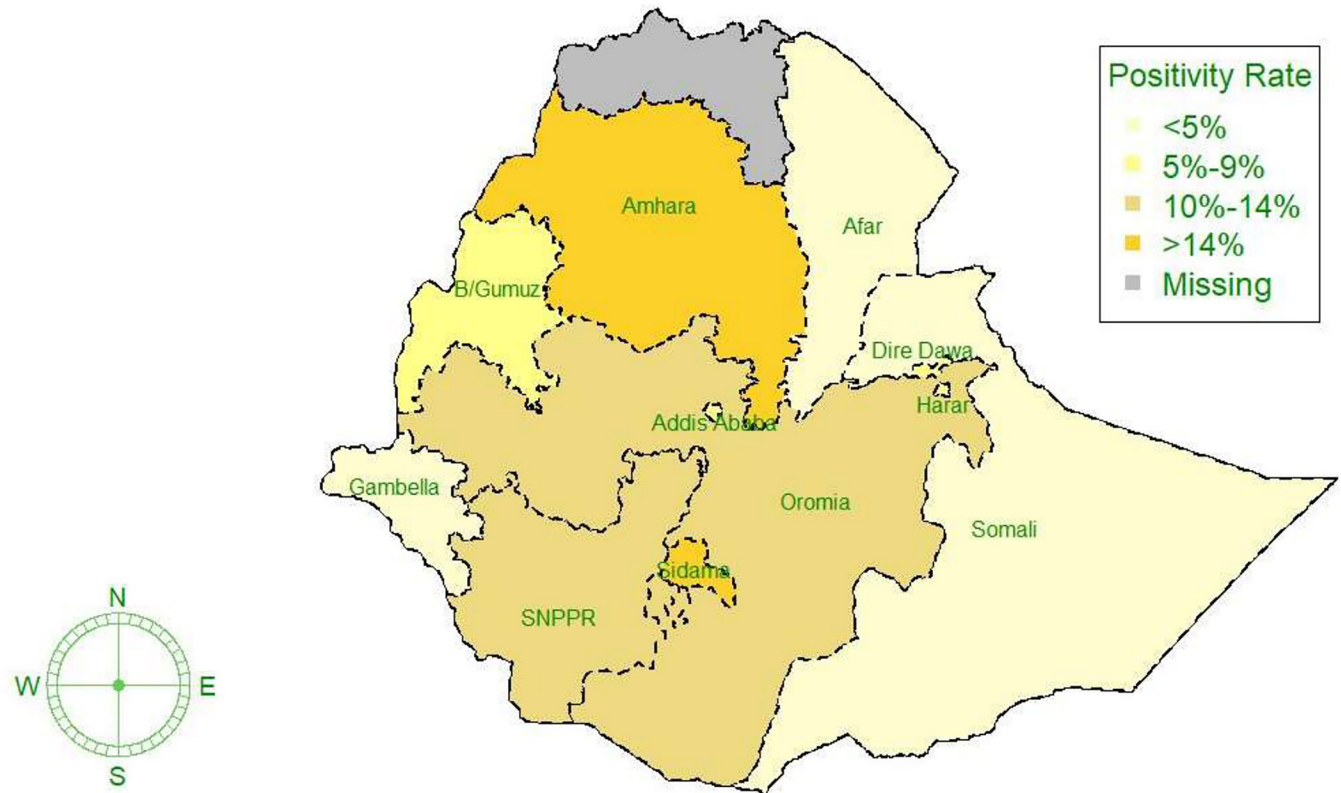 Positivity Rate
<5%
5%-9%
10%-14%
>14%
Missing
Amhara
Afar
B/Gumuz
Dire Dawa
Harar
Addis Ababa
Gambella
Oromia
Somali
Sidama
SNPPR
N
W
E
S